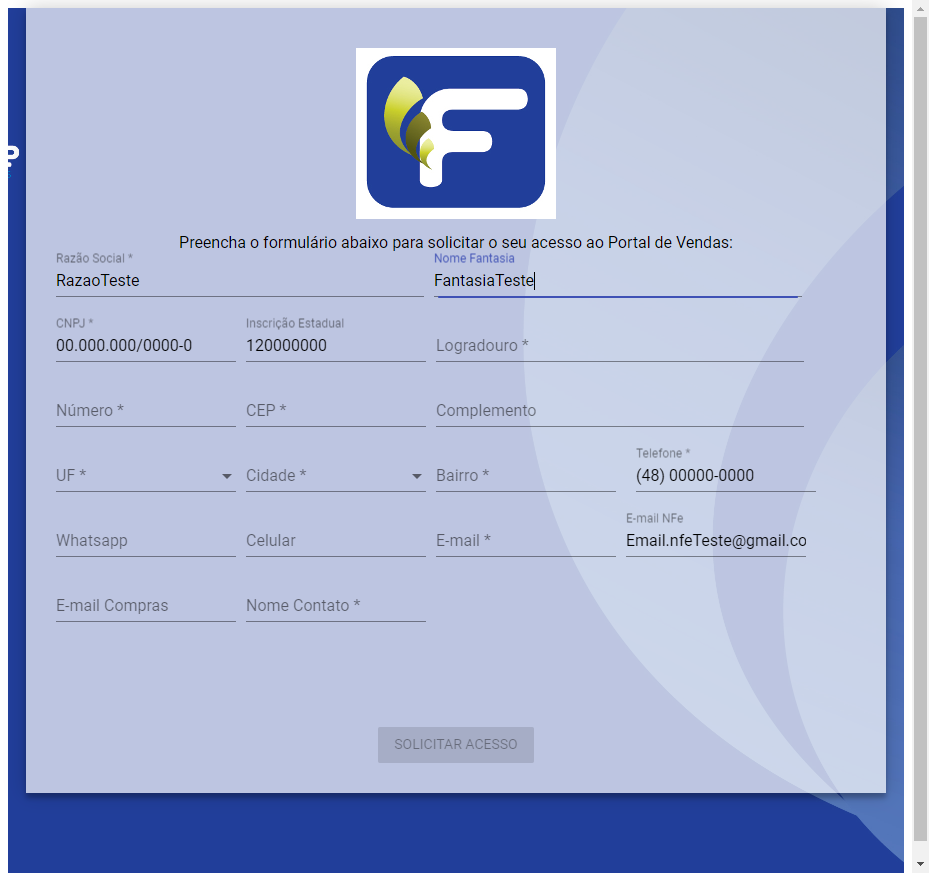 Preencha o formulário abaixo para solicitar o seu acesso ao Portal de Vendas:
Razão Social * Nome Fantasia
RazaoTeste FantasiaTeste
CNPJ * Inscrição Estadual
00.000.000/0000-0 120000000 Logradouro *
Número * CEP * Complemento
Telefone *
UF * Cidade * Bairro * (48) 00000-0000
E-mail NFe
Whatsapp Celular E-mail * Email.nfeTeste@gmail.co
E-mail Compras Nome Contato *
SOLICITAR ACESSO